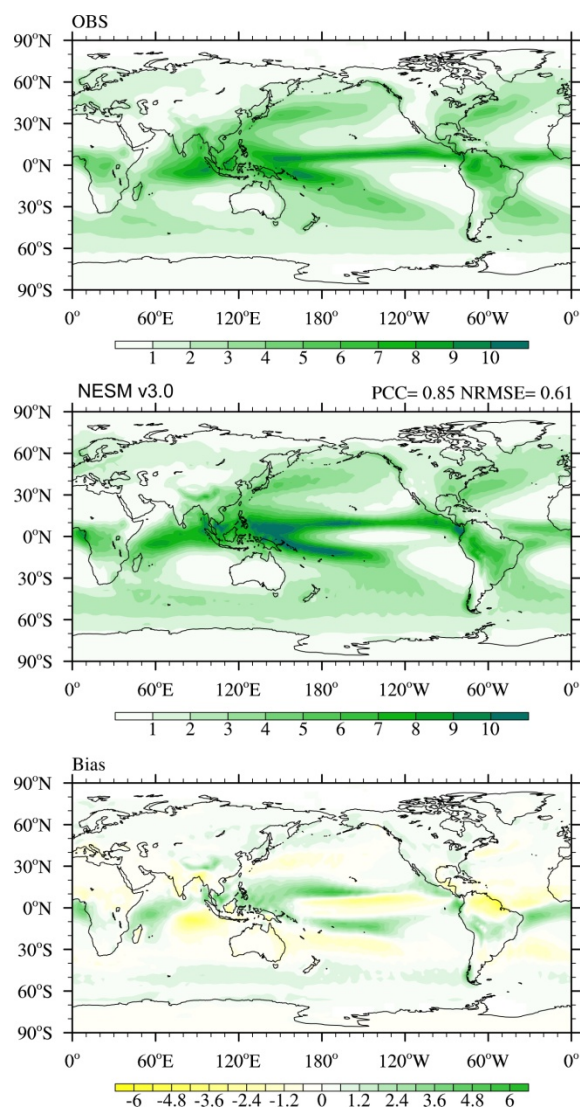 OBS
90°N
60°N
30°N
0°N
30°S
60°S
90°S
0° 60°E 120°E 180° 120°W 60°W 0°
1 2 3 4 5 6 7 8 9 10
NESM v3.0 PCC= 0.85 NRMSE= 0.61
90°N
60°N
30°N
0°N
30°S
60°S
90°S
0° 60°E 120°E 180° 120°W 60°W 0°
1 2 3 4 5 6 7 8 9 10
Bias
90°N
60°N
30°N
0°N
30°S
60°S
90°S
0° 60°E 120°E 180° 120°W 60°W 0°
-6 -4.8 -3.6 -2.4 -1.2 0 1.2 2.4 3.6 4.8 6